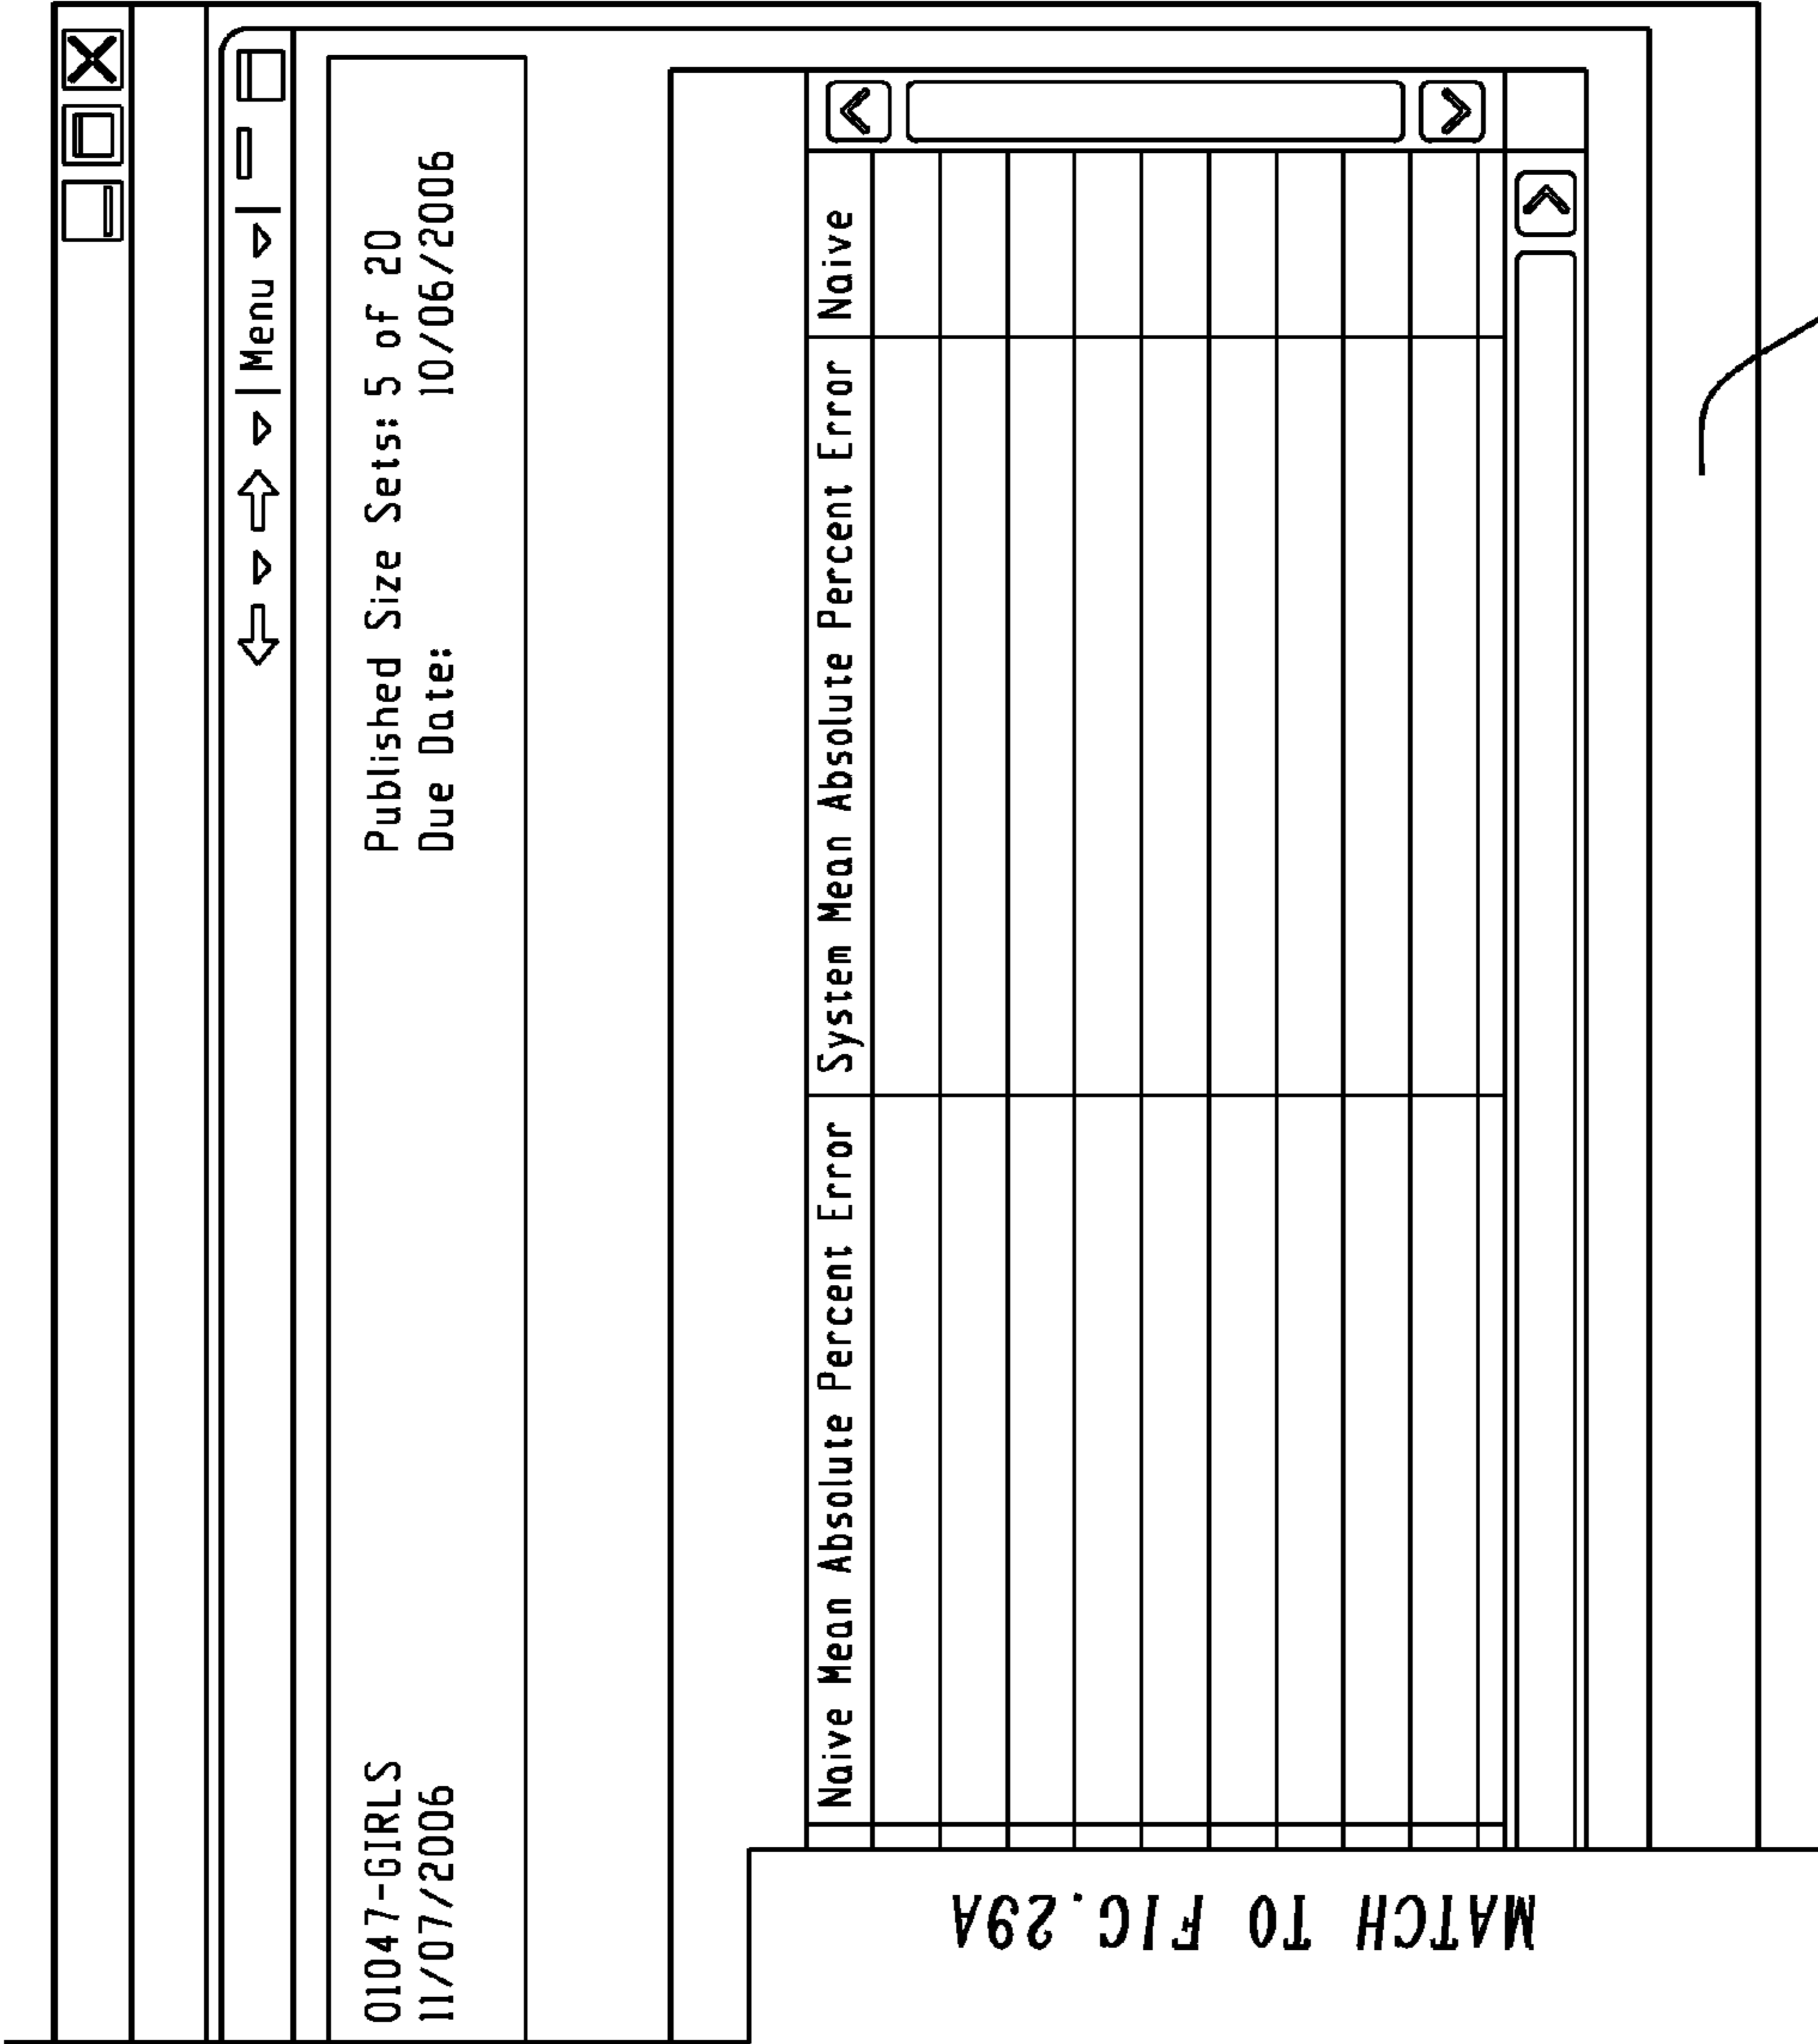 | Menu |
01047-GIRLS Published Size Sets: 5 of 20
11/07/2006 Due Date: 10/06/2006
Naive Mean Absolute Percent Error System Mean Absolute Percent Error Naive
MATCH TO FIG.29A